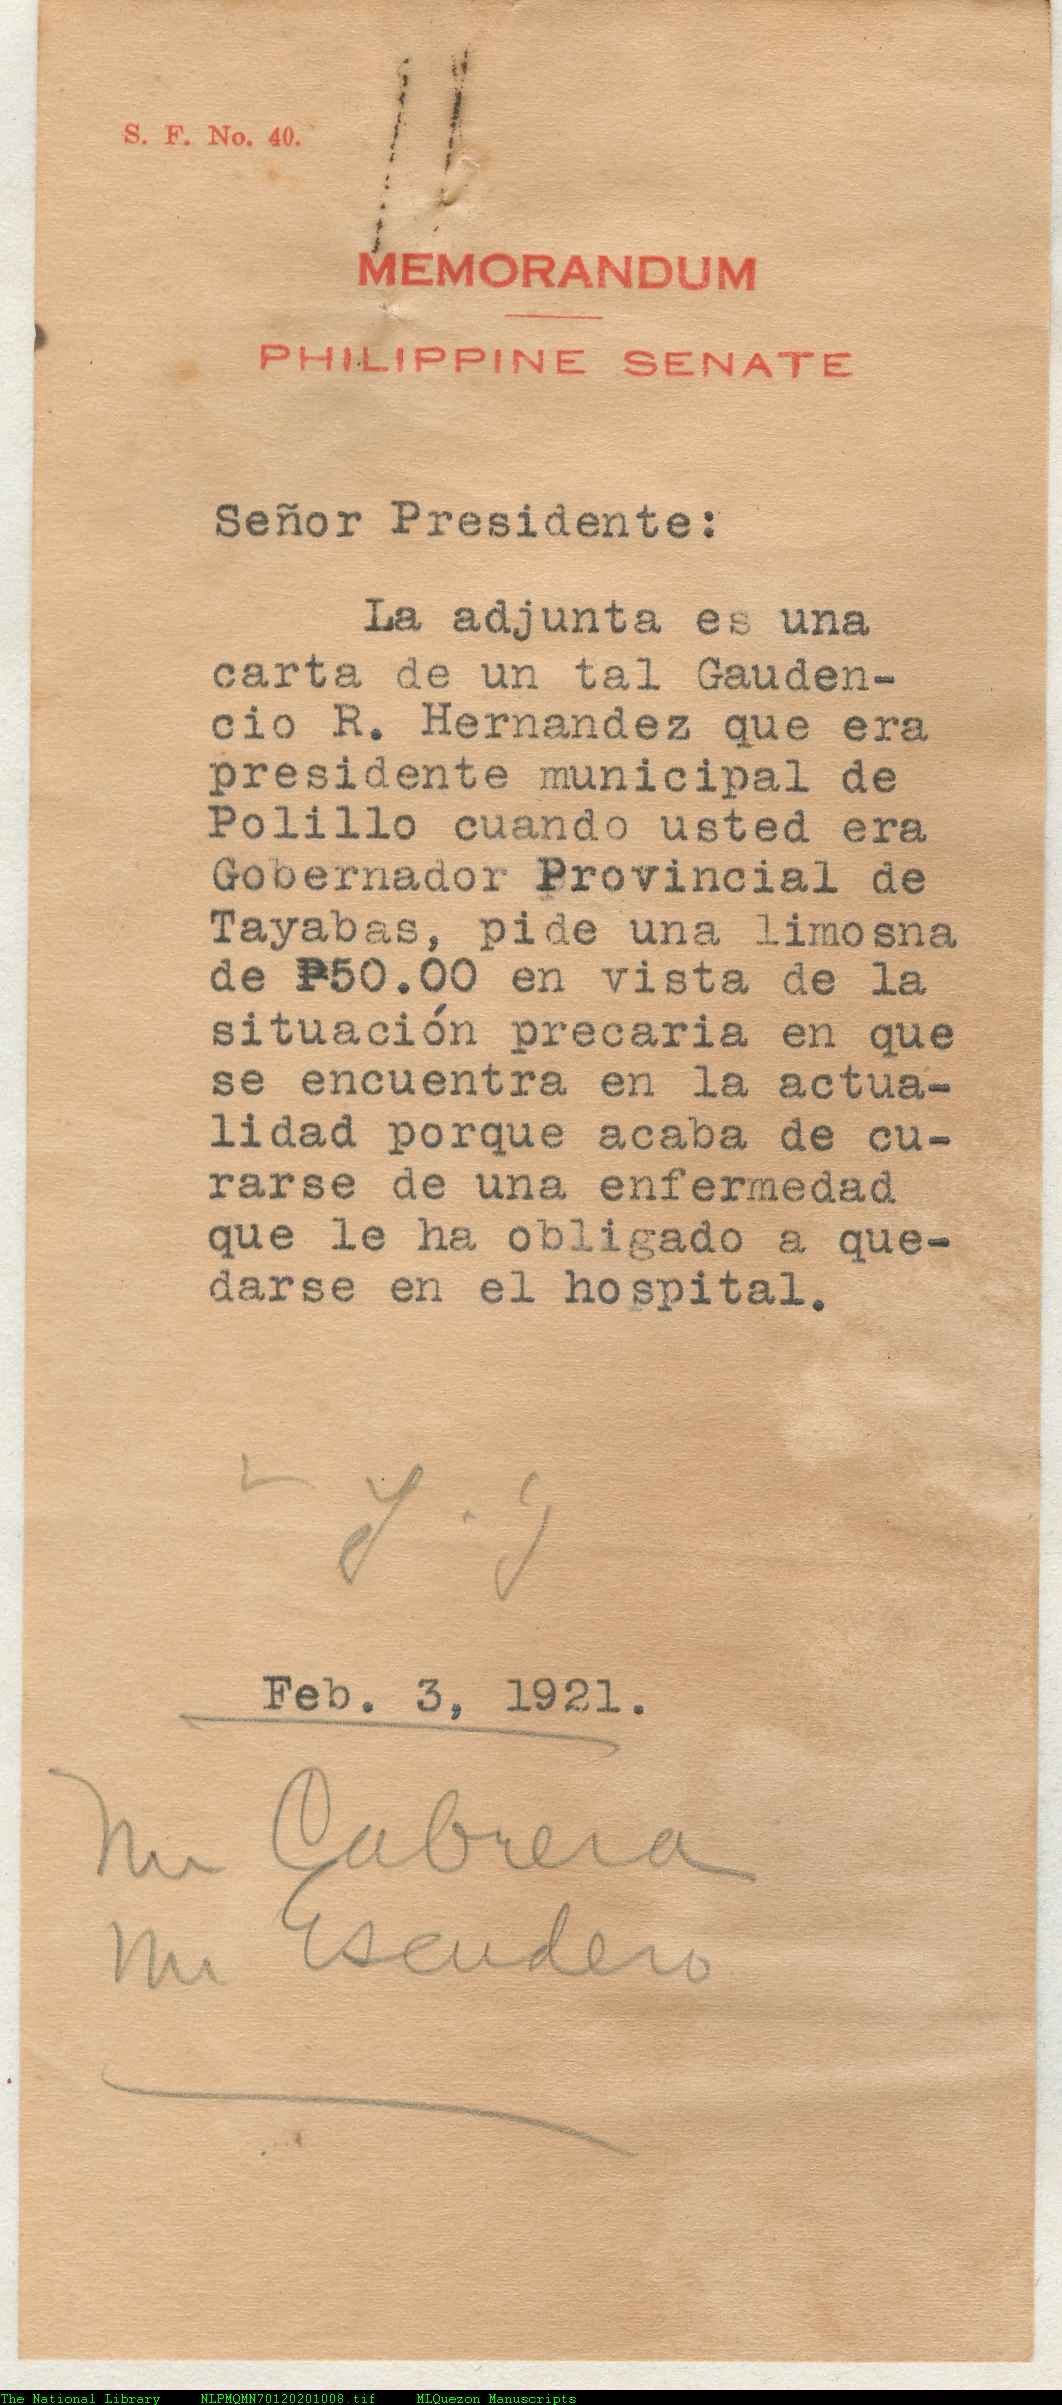 S. F. No. 40.
MEMORANDUM
PHILIPPINE SENATE
Señor Presidente:
La adjunta es una
carta de un tal Gauden-
cio R. Hernandez que era
presidente municipal de
Polillo cuando usted era
Gobernador Provincial de
Tayabas, pide una limosna
de ₱50.00 en vista de la
situación precaria en que
se encuentra en la actua-
lidad porque acaba de cu-
rarse de una enfermedad
que le ha obligado a que-
darse en el hospital.
Feb. 3, 1921.
Mr Cabrera
Mr Escudero
The National Library NLPMQMN70120201008.tif MLQuezon Manuscripts